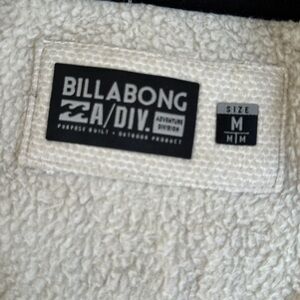 BILLABONG
A/DIV. ADVENTURE DIVISION
PURPOSE BUILT • OUTDOOR PRODUCT
SIZE
M
M|M